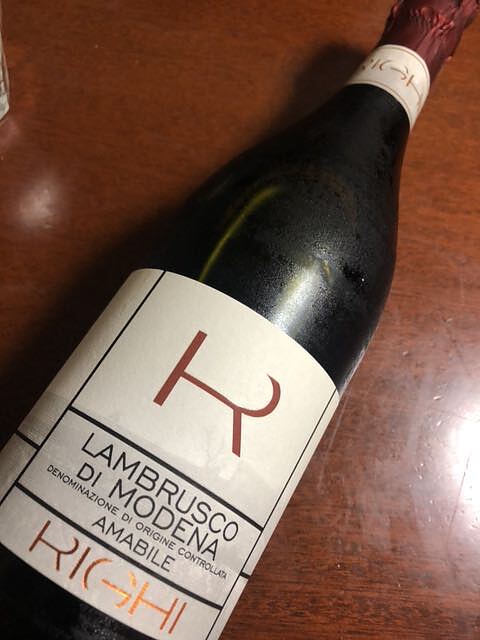 RIGHI
R
LAMBRUSCO
DI MODENA
DENOMINAZIONE DI ORIGINE CONTROLLATA
AMABILE
RIGHI